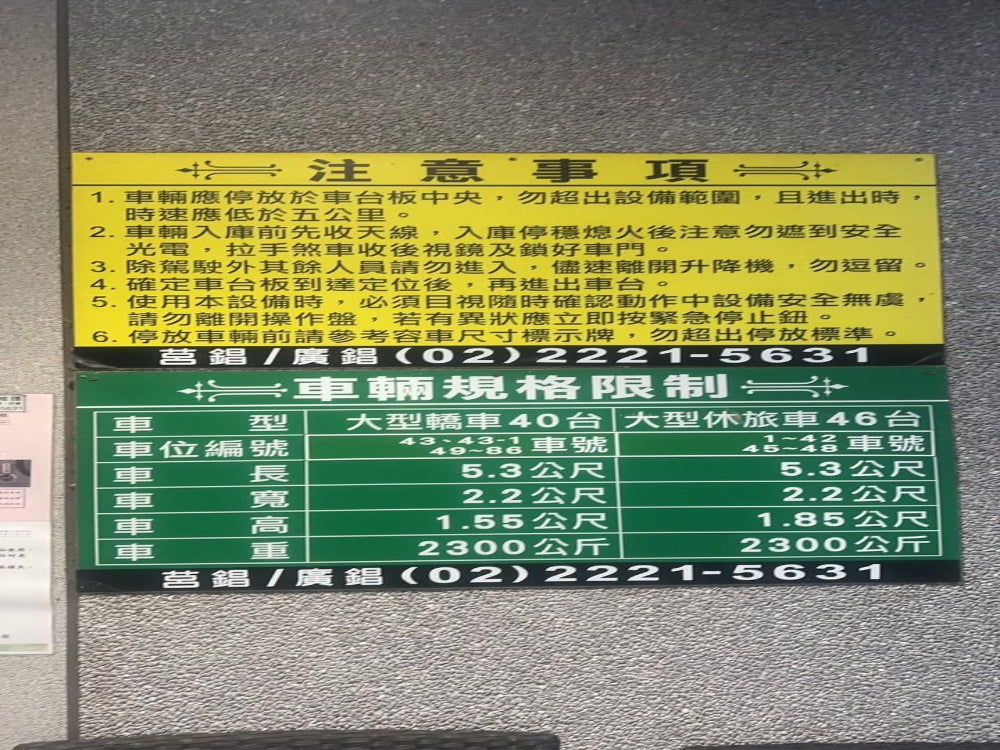 注意事項
1. 車輛應停放於車台板中央，勿超出設備範圍，且進出時，
時速應低於五公里。
2. 車輛入庫前先收天線，入庫停穩熄火後注意勿遮到安全
光電，拉手煞車收後視鏡及鎖好車門。
3. 除駕駛外其餘人員請勿進入，儘速離開升降機，勿逗留。
4. 確定車台板到達定位後，再進出車台。
5. 使用本設備時，必須目視隨時確認動作中設備安全無虞，
請勿離開操作盤，若有異狀應立即按緊急停止鈕。
6. 停放車輛前請參考容車尺寸標示牌，勿超出停放標準。
莒錩/廣錩(02)2221-5631
車輛規格限制
車型 大型轎車40台 大型休旅車46台
車位編號 43、43-1 49~86 車號 1~42 45~48 車號
車長 5.3公尺 5.3公尺
車寬 2.2公尺 2.2公尺
車高 1.55公尺 1.85公尺
車重 2300公斤 2300公斤
莒錩/廣錩(02)2221-5631